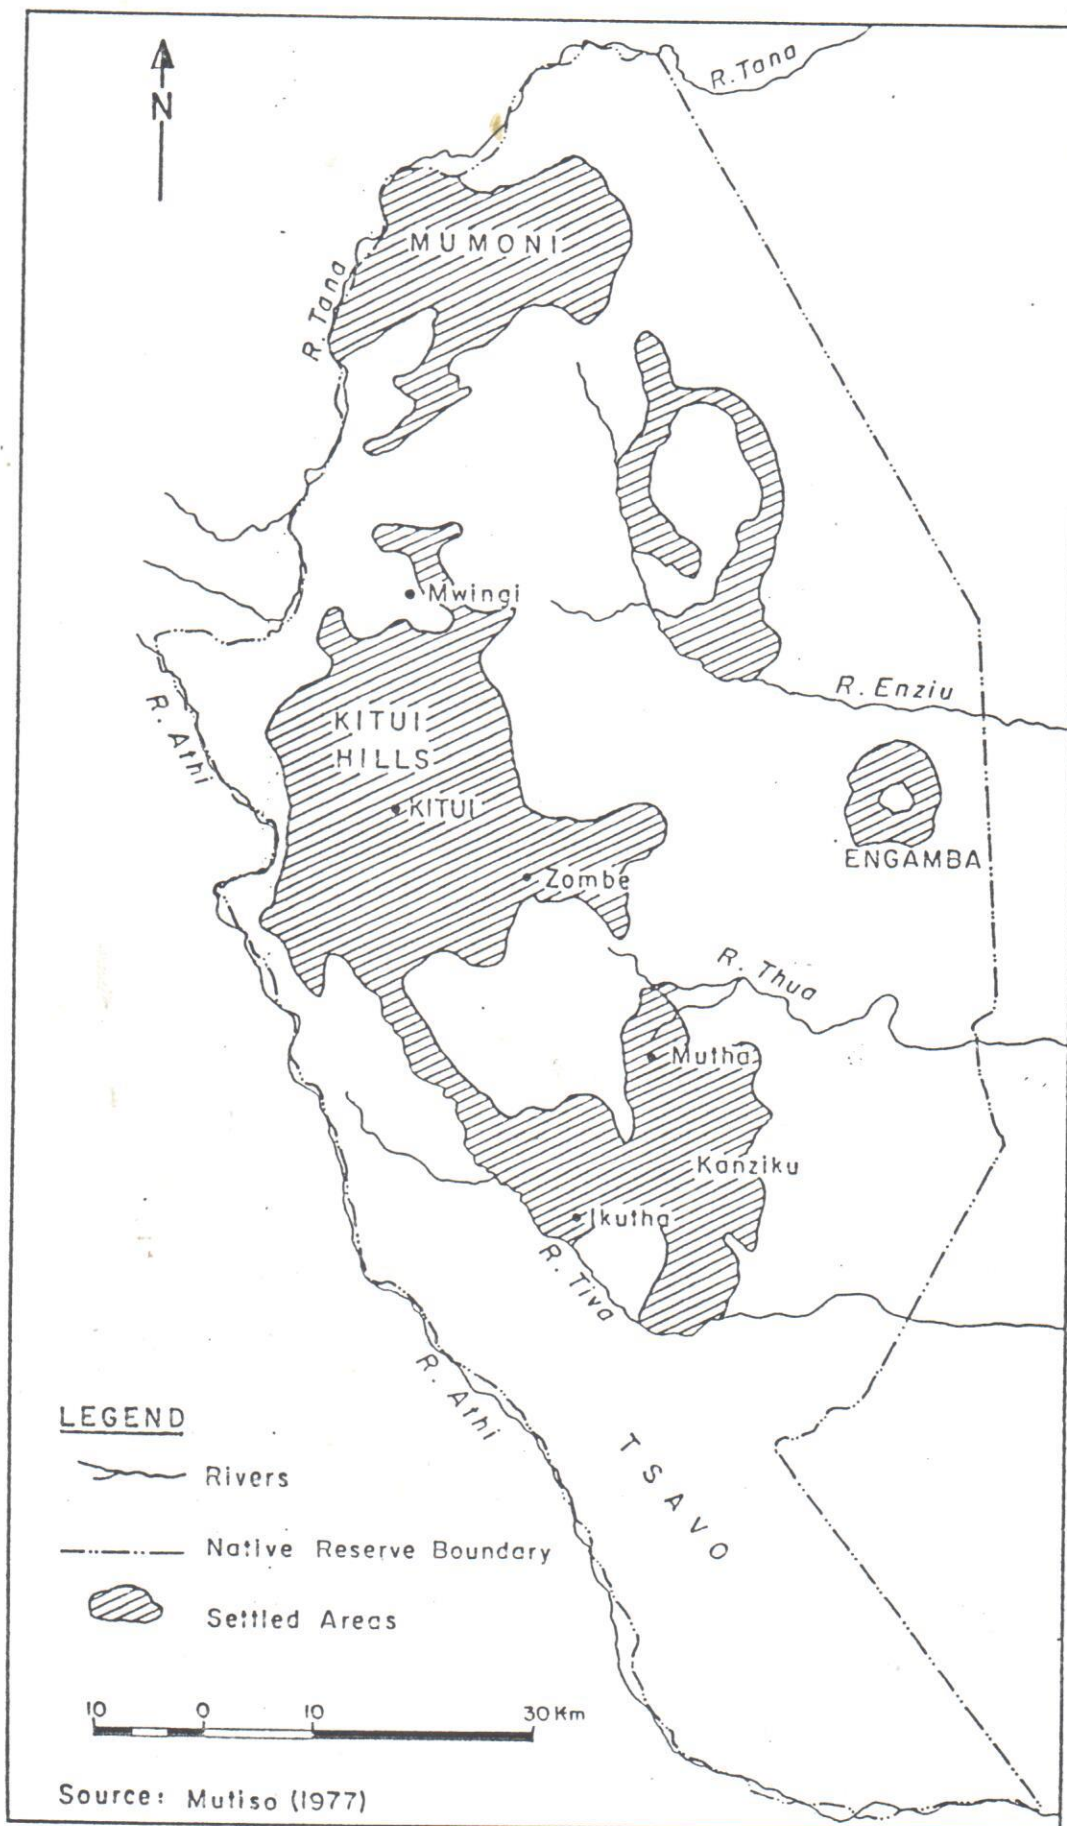 R. Tana
N
MUMONI
R. Tana
Mwingi
R. Enziu
R. Athi
KITUI
HILLS
KITUI
ENGAMBA
Zombe
R. Thua
Mutha
Kanziku
Ikutha
R. Tiva
R. Athi
TSAVO
LEGEND
Rivers
Native Reserve Boundary
Settled Areas
10 0 10 30 Km
Source: Mutiso (1977)